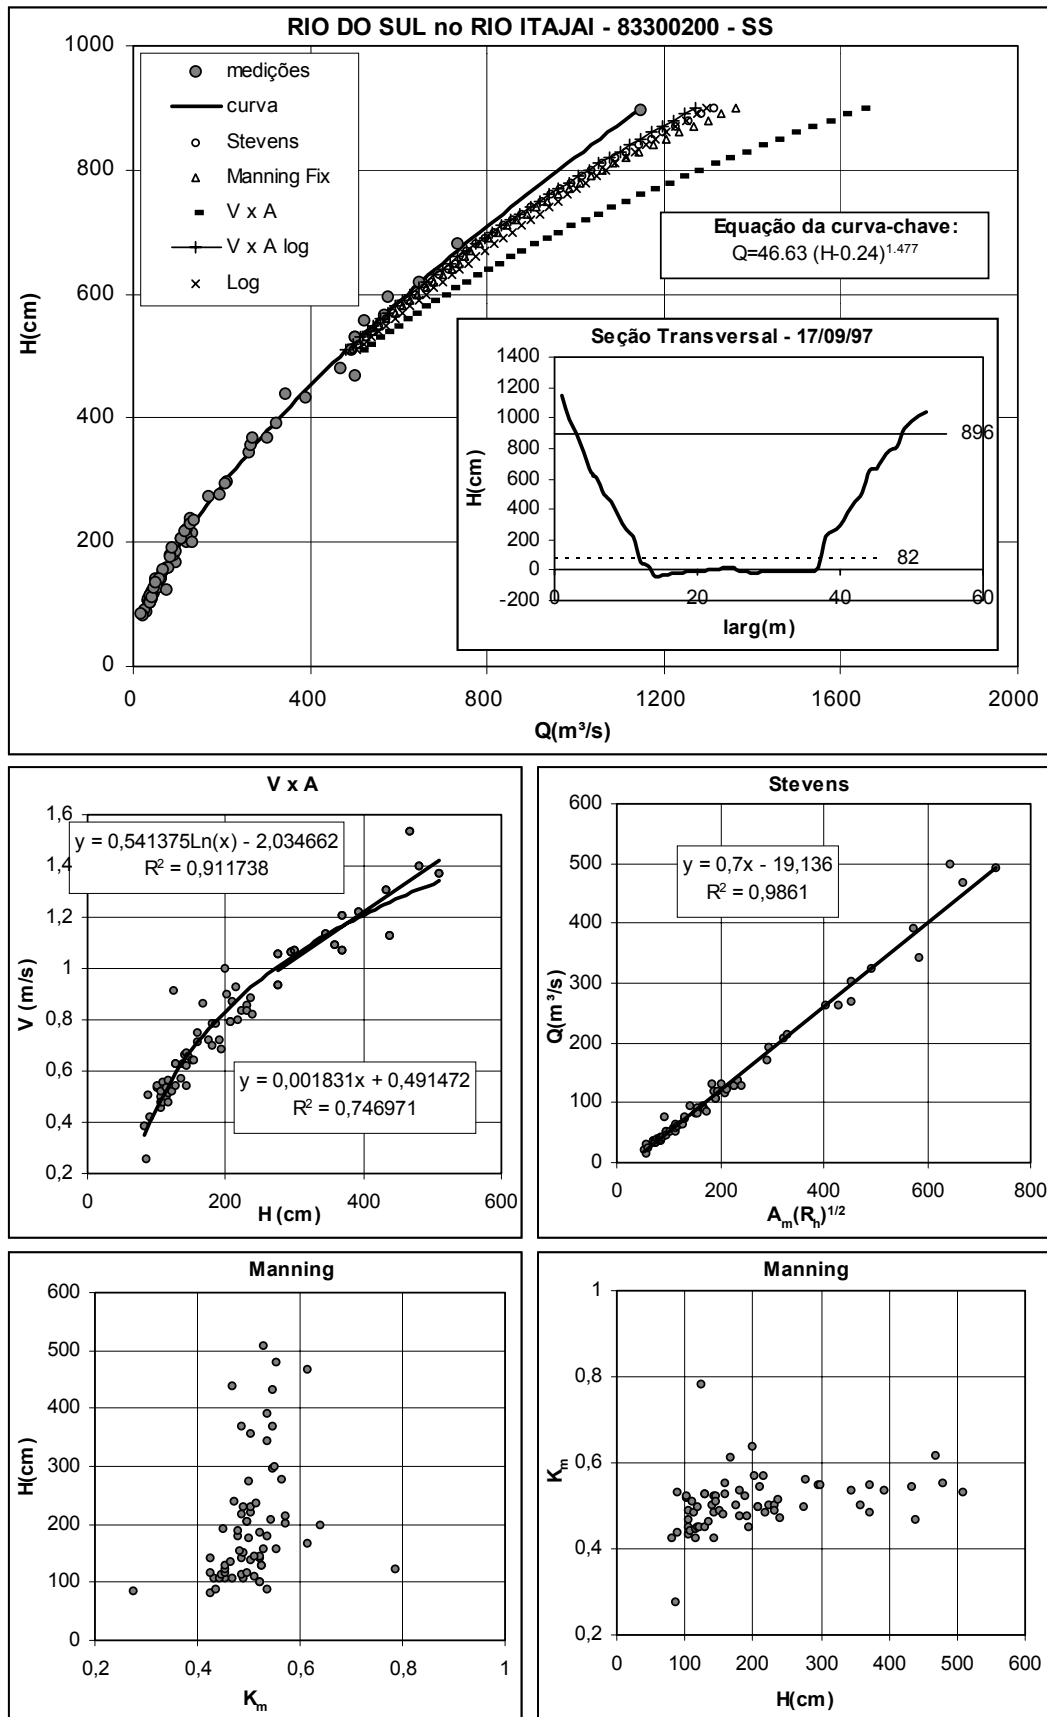 RIO DO SUL no RIO ITAJAI - 83300200 - SS
1000
800
600
400
200
0
H(cm)
medições
curva
Stevens
Manning Fix
V x A
V x A log
Log
Equação da curva-chave:
Q=46.63 (H-0.24)^1.477
Seção Transversal - 17/09/97
1400
1200
1000
800
600
400
200
0
-200
H(cm)
896
82
0 20 40 60
larg(m)
0 400 800 1200 1600 2000
Q(m³/s)
V x A
1,6
1,4
1,2
1
0,8
0,6
0,4
0,2
V (m/s)
y = 0,541375Ln(x) - 2,034662
R² = 0,911738
y = 0,001831x + 0,491472
R² = 0,746971
0 200 400 600
H (cm)
Stevens
600
500
400
300
200
100
0
Q(m³/s)
y = 0,7x - 19,136
R² = 0,9861
0 200 400 600 800
Aₘ(Rₕ)^1/2
Manning
600
500
400
300
200
100
0
H(cm)
0,2 0,4 0,6 0,8 1
Kₘ
Manning
1
0,8
0,6
0,4
0,2
Kₘ
0 100 200 300 400 500 600
H(cm)